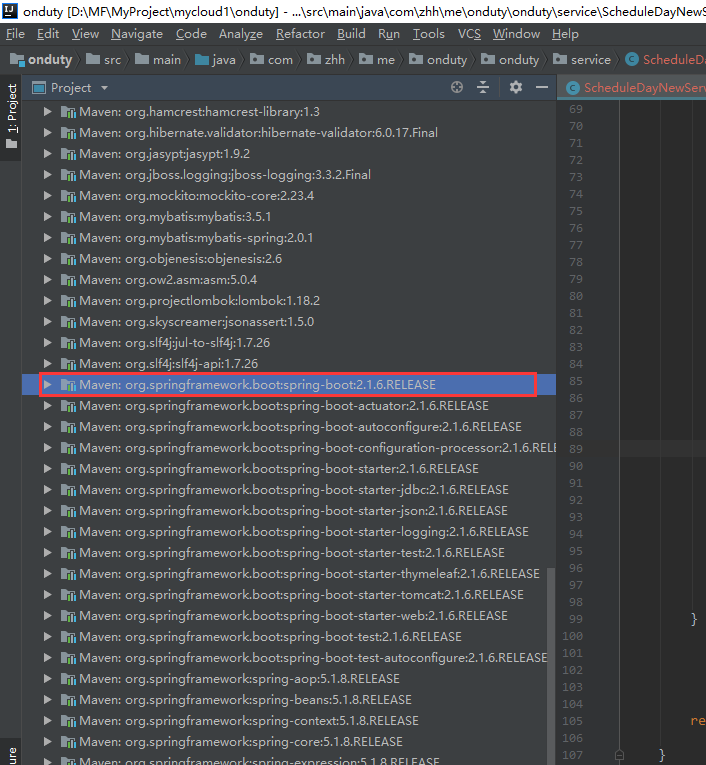 onduty [D:\MF\MyProject\mycloud1\onduty] - ...\src\main\java\com\zhh\me\onduty\onduty\service\ScheduleDayNewServ
File Edit View Navigate Code Analyze Refactor Build Run Tools VCS Window Help
onduty src main java com zhh me onduty onduty service ScheduleDa
1: Project
Project
ScheduleDayNewServ
Maven: org.hamcrest:hamcrest-library:1.3
Maven: org.hibernate.validator:hibernate-validator:6.0.17.Final
Maven: org.jasypt:jasypt:1.9.2
Maven: org.jboss.logging:jboss-logging:3.3.2.Final
Maven: org.mockito:mockito-core:2.23.4
Maven: org.mybatis:mybatis:3.5.1
Maven: org.mybatis:mybatis-spring:2.0.1
Maven: org.objenesis:objenesis:2.6
Maven: org.ow2.asm:asm:5.0.4
Maven: org.projectlombok:lombok:1.18.2
Maven: org.skyscreamer:jsonassert:1.5.0
Maven: org.slf4j:jul-to-slf4j:1.7.26
Maven: org.slf4j:slf4j-api:1.7.26
Maven: org.springframework.boot:spring-boot:2.1.6.RELEASE
Maven: org.springframework.boot:spring-boot-actuator:2.1.6.RELEASE
Maven: org.springframework.boot:spring-boot-autoconfigure:2.1.6.RELEASE
Maven: org.springframework.boot:spring-boot-configuration-processor:2.1.6.RELE
Maven: org.springframework.boot:spring-boot-starter:2.1.6.RELEASE
Maven: org.springframework.boot:spring-boot-starter-jdbc:2.1.6.RELEASE
Maven: org.springframework.boot:spring-boot-starter-json:2.1.6.RELEASE
Maven: org.springframework.boot:spring-boot-starter-logging:2.1.6.RELEASE
Maven: org.springframework.boot:spring-boot-starter-test:2.1.6.RELEASE
Maven: org.springframework.boot:spring-boot-starter-thymeleaf:2.1.6.RELEASE
Maven: org.springframework.boot:spring-boot-starter-tomcat:2.1.6.RELEASE
Maven: org.springframework.boot:spring-boot-starter-web:2.1.6.RELEASE
Maven: org.springframework.boot:spring-boot-test:2.1.6.RELEASE
Maven: org.springframework.boot:spring-boot-test-autoconfigure:2.1.6.RELEASE
Maven: org.springframework:spring-aop:5.1.8.RELEASE
Maven: org.springframework:spring-beans:5.1.8.RELEASE
Maven: org.springframework:spring-context:5.1.8.RELEASE
Maven: org.springframework:spring-core:5.1.8.RELEASE
Maven: org.springframework:spring-expression:5.1.8.RELEASE
ure
69
70
71
72
73
74
75
76
77
78
79
80
81
82
83
84
85
86
87
88
89
90
91
92
93
94
95
96
97
98
99 }
100
101
102
103
104
105 re
106
107 }